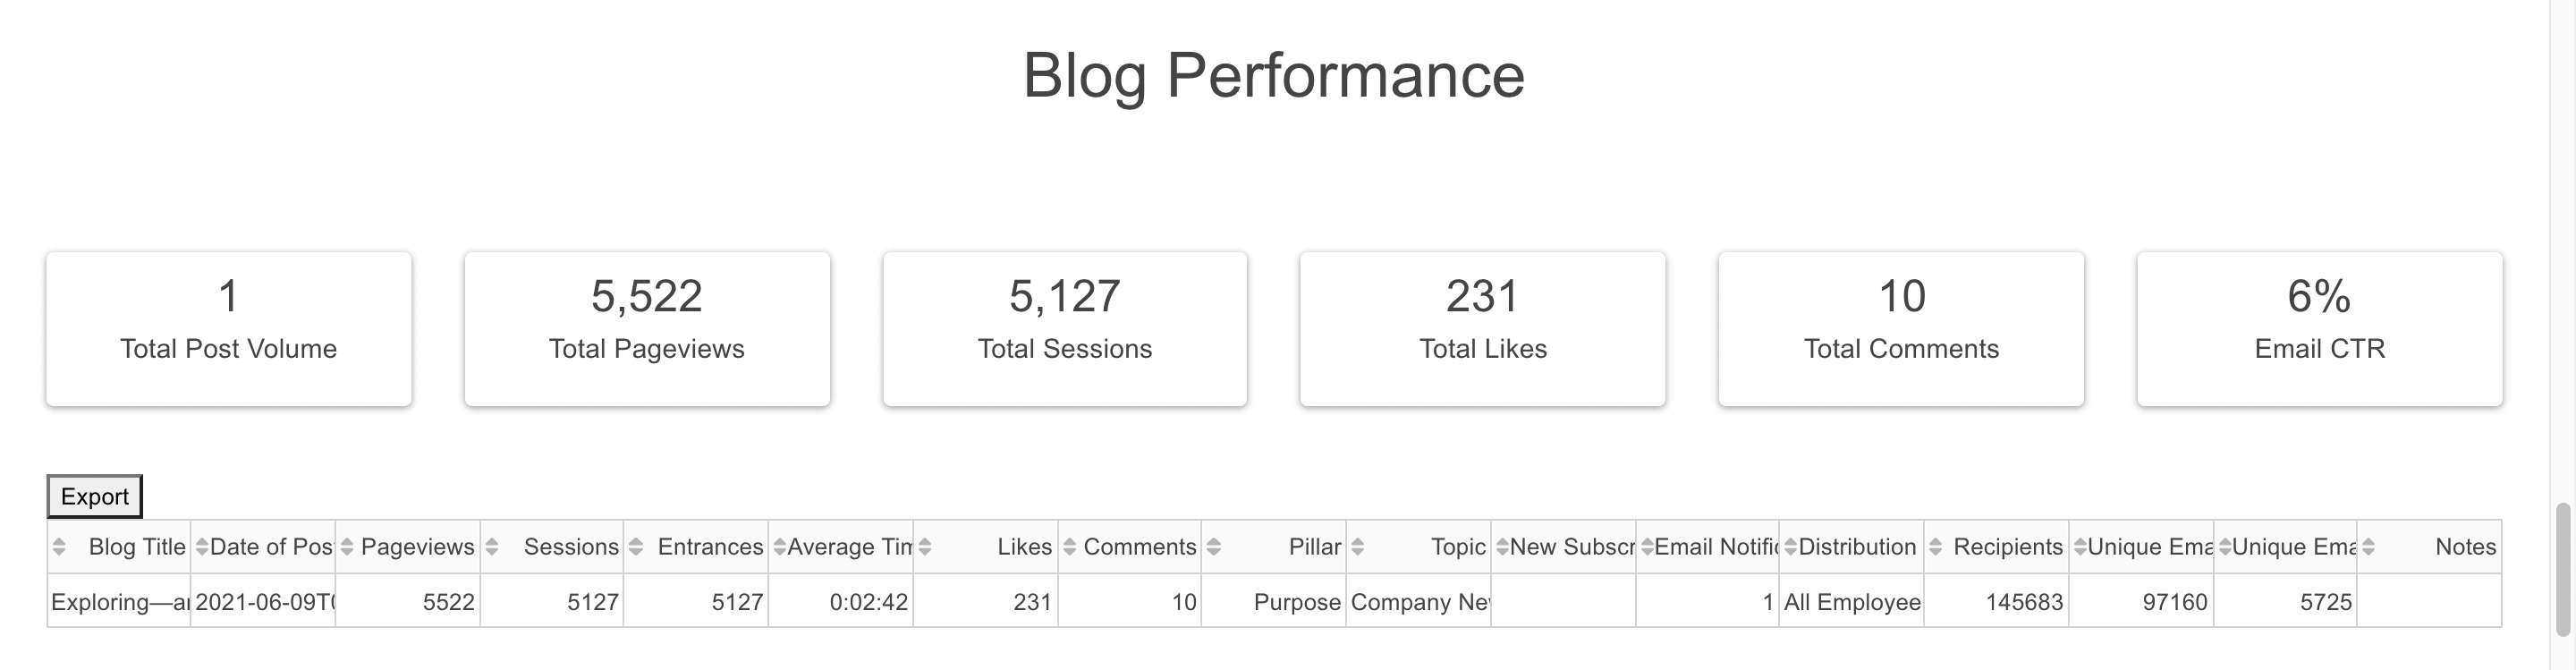 Blog Performance
1 5,522 5,127 231 10 6%
Total Post Volume Total Pageviews Total Sessions Total Likes Total Comments Email CTR
Export
Blog Title Date of Pos Pageviews Sessions Entrances Average Tim Likes Comments Pillar Topic New Subscr Email Notific Distribution Recipients Unique Ema Unique Ema Notes
Exploring—a 2021-06-09T 5522 5127 5127 0:02:42 231 10 Purpose Company Ne 1 All Employee 145683 97160 5725